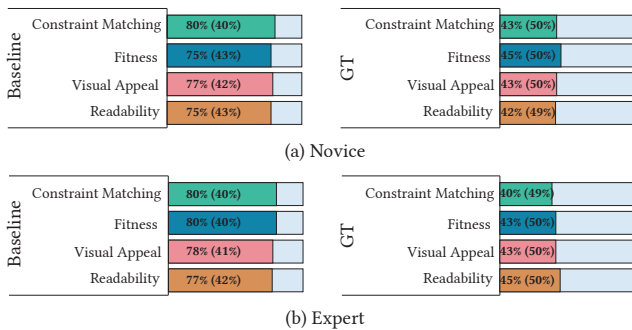 Baseline
Constraint Matching 80% (40%)
Fitness 75% (43%)
Visual Appeal 77% (42%)
Readability 75% (43%)
GT
Constraint Matching 43% (50%)
Fitness 45% (50%)
Visual Appeal 43% (50%)
Readability 42% (49%)
(a) Novice
Baseline
Constraint Matching 80% (40%)
Fitness 80% (40%)
Visual Appeal 78% (41%)
Readability 77% (42%)
GT
Constraint Matching 40% (49%)
Fitness 43% (50%)
Visual Appeal 43% (50%)
Readability 45% (50%)
(b) Expert